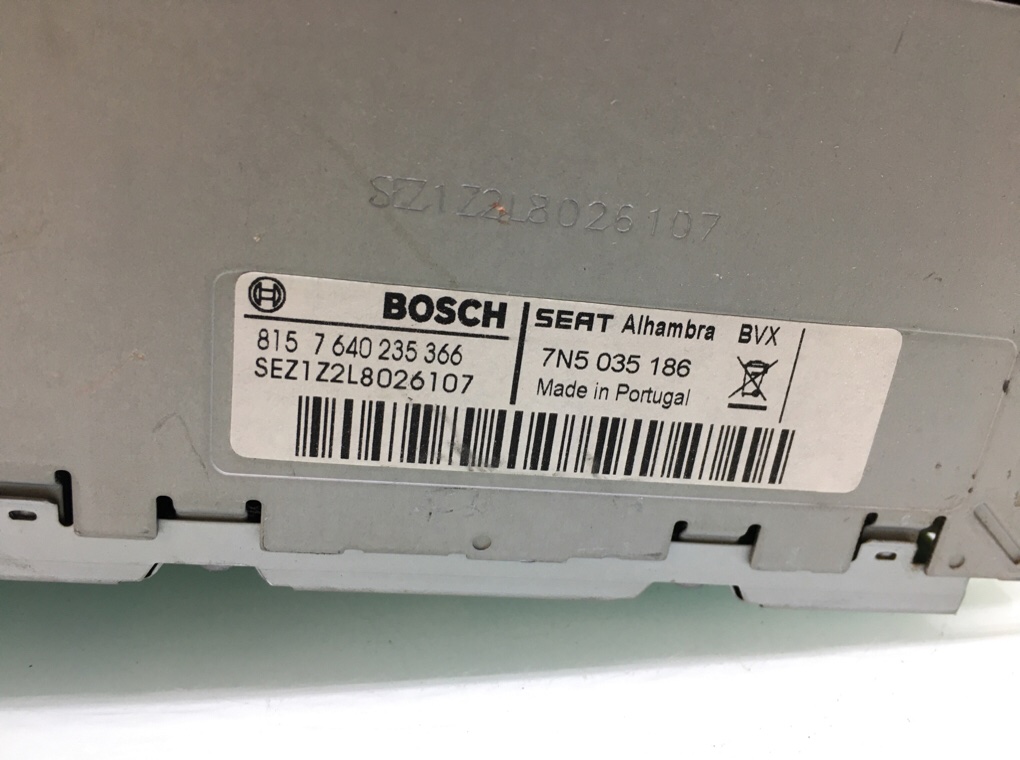 SEZ1Z2L8026107
BOSCH
815 7 640 235 366
SEZ1Z2L8026107
SEAT Alhambra BVX
7N5 035 186
Made in Portugal